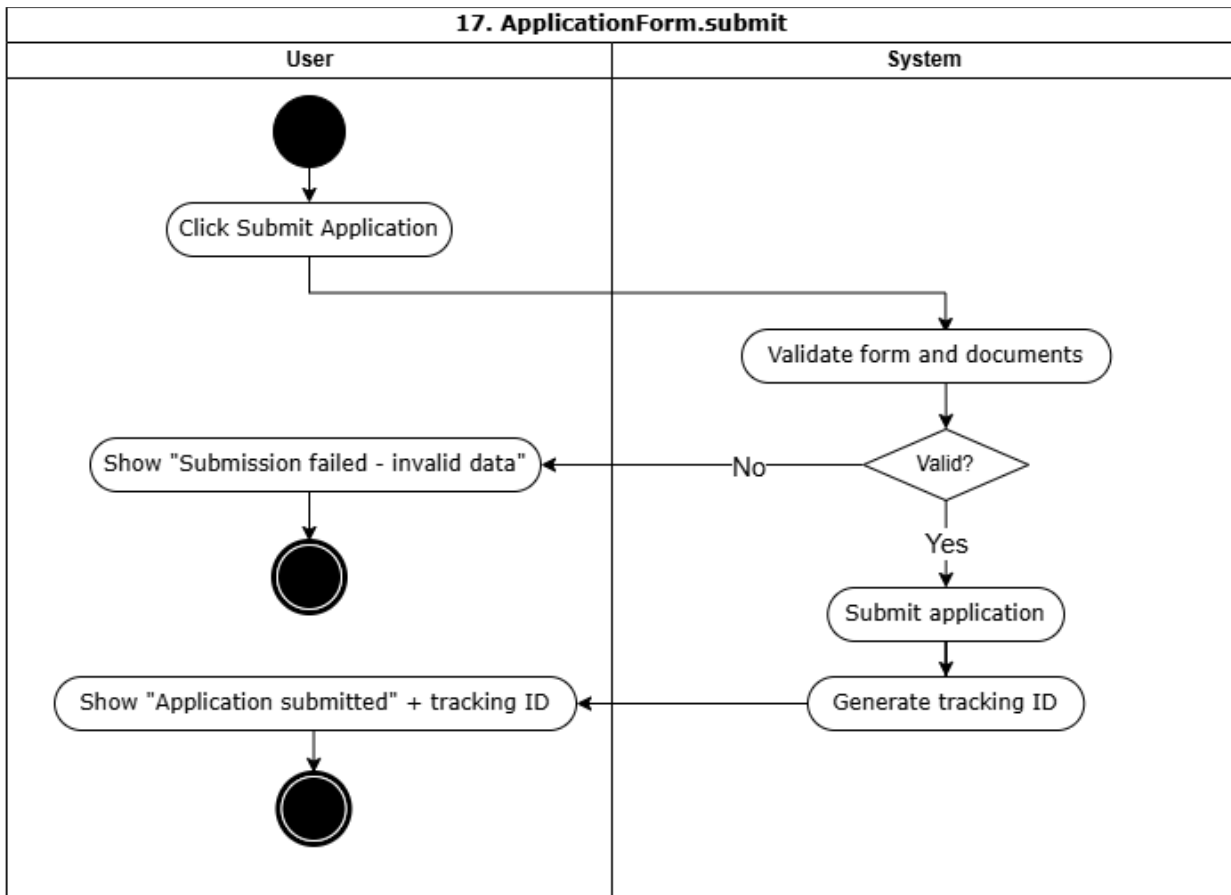 17. ApplicationForm.submit
User
System
Click Submit Application
Validate form and documents
Show "Submission failed - invalid data"
No
Valid?
Yes
Submit application
Show "Application submitted" + tracking ID
Generate tracking ID